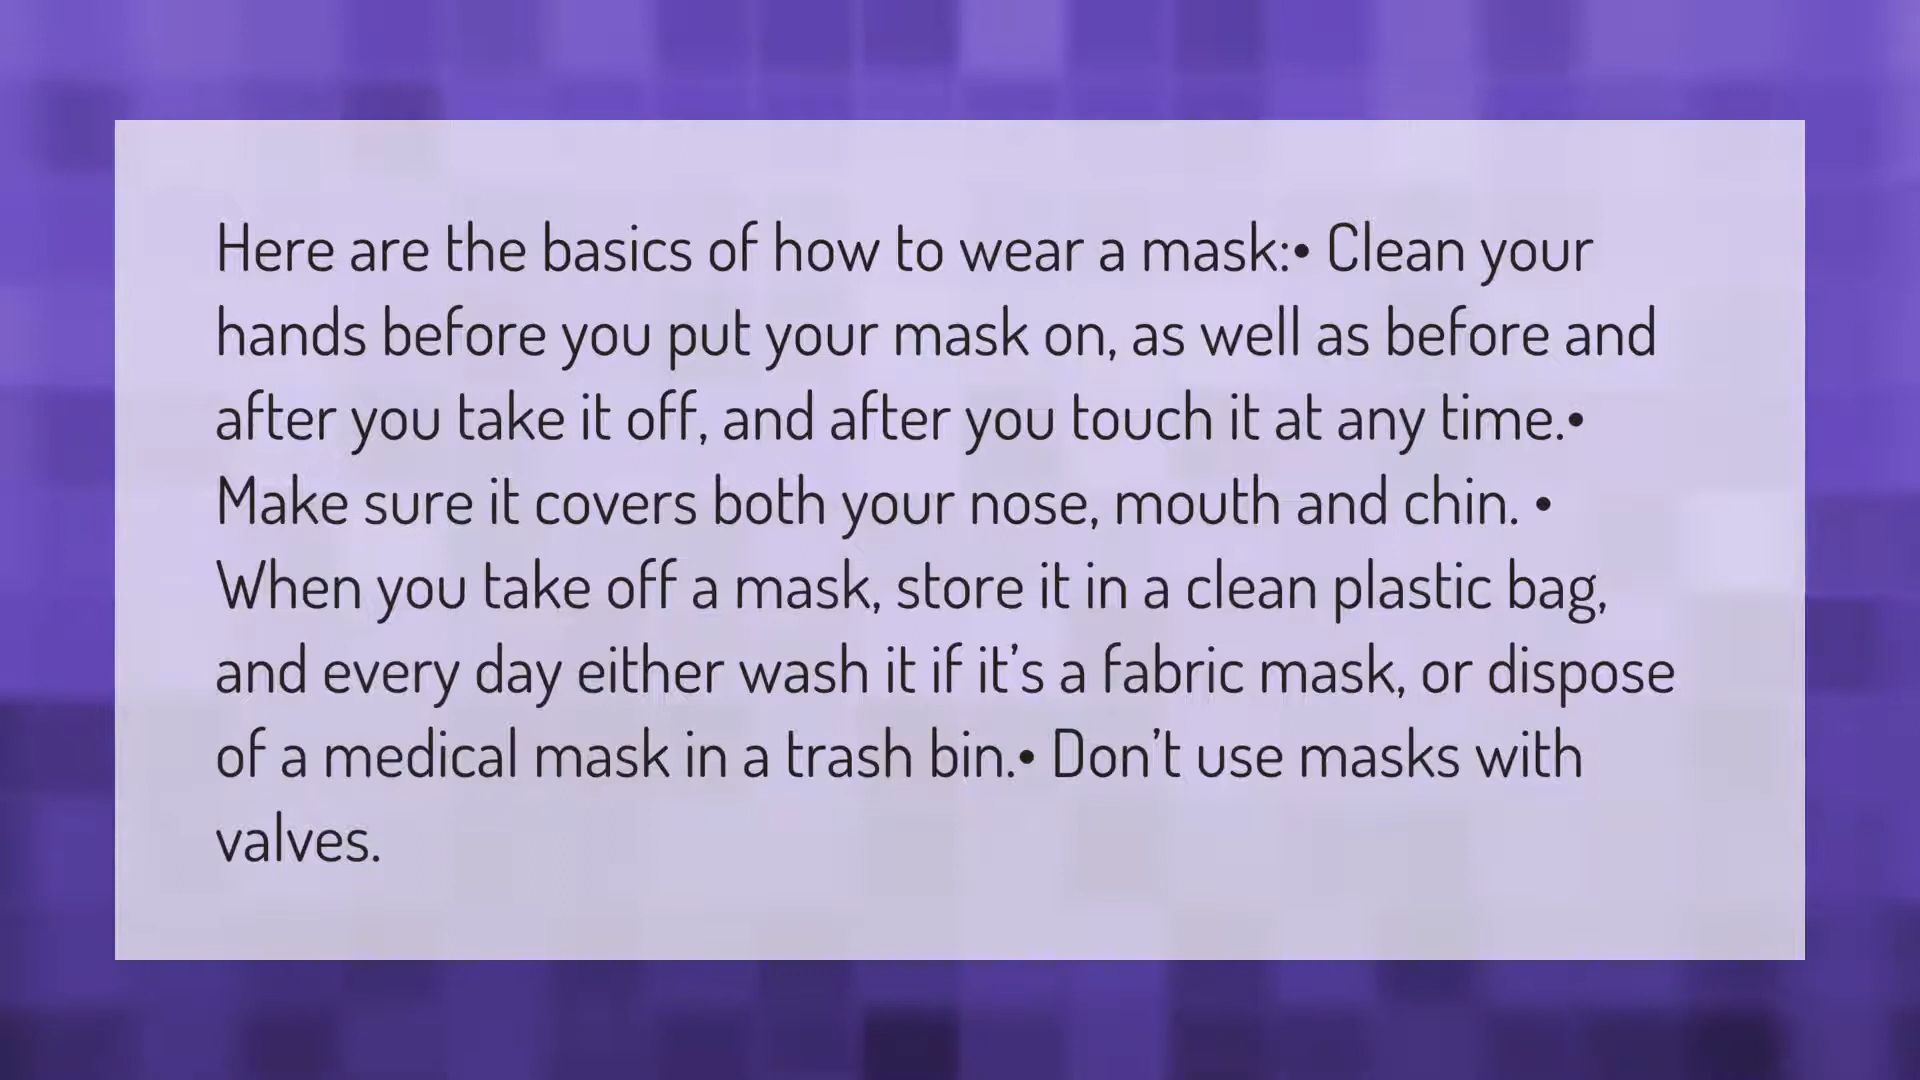 Here are the basics of how to wear a mask:• Clean your
hands before you put your mask on, as well as before and
after you take it off, and after you touch it at any time.•
Make sure it covers both your nose, mouth and chin. •
When you take off a mask, store it in a clean plastic bag,
and every day either wash it if it’s a fabric mask, or dispose
of a medical mask in a trash bin.• Don’t use masks with
valves.